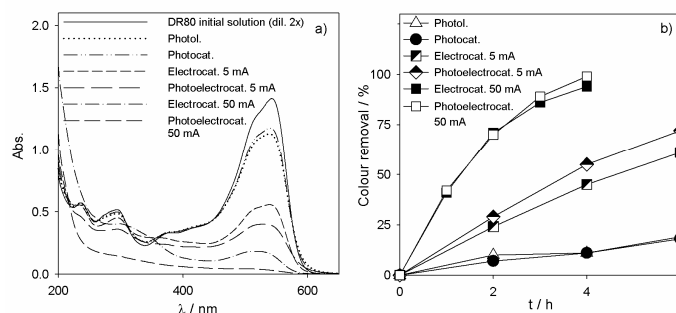 a)
DR80 initial solution (dil. 2x)
Photol.
Photocat.
Electrocat. 5 mA
Photoelectrocat. 5 mA
Electrocat. 50 mA
Photoelectrocat.
50 mA
2.0
1.5
1.0
0.5
0.0
Abs.
200
400
600
λ / nm
b)
Photol.
Photocat.
Electrocat. 5 mA
Photoelectrocat. 5 mA
Electrocat. 50 mA
Photoelectrocat.
50 mA
100
75
50
25
0
Colour removal / %
0
2
4
t / h